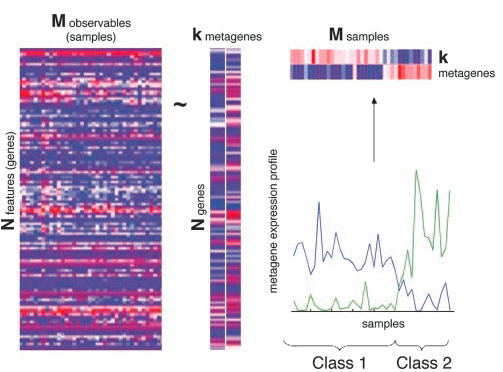 M observables
(samples)
N features (genes)
~
k metagenes
N genes
M samples
k
metagenes
metagene expression profile
samples
Class 1
Class 2